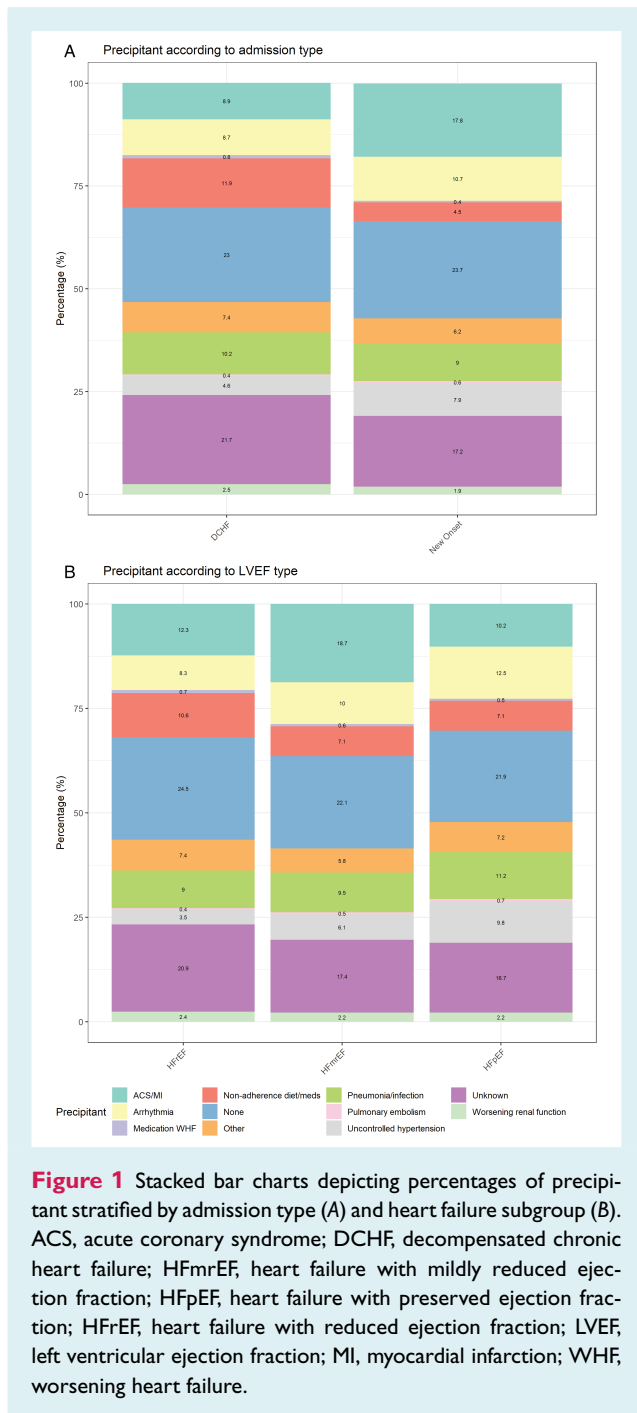 A Precipitant according to admission type
Percentage (%)
100
75
50
25
0
8.9
8.7
0.8
11.9
23
7.4
10.2
0.4
4.6
21.7
2.5
17.8
10.7
0.4
4.5
23.7
6.2
9
0.6
7.9
17.2
1.9
DCHF
New Onset
B Precipitant according to LVEF type
Percentage (%)
100
75
50
25
0
12.3
8.3
0.7
10.6
24.5
7.4
9
0.4
3.5
20.9
2.4
18.7
10
0.6
7.1
22.1
5.8
9.5
0.5
6.1
17.4
2.2
10.2
12.5
0.5
7.1
21.9
7.2
11.2
0.7
9.8
16.7
2.2
HFrEF
HFmrEF
HFpEF
Precipitant
ACS/MI
Arrhythmia
Medication WHF
Non-adherence diet/meds
None
Other
Pneumonia/infection
Pulmonary embolism
Uncontrolled hypertension
Unknown
Worsening renal function
Figure 1 Stacked bar charts depicting percentages of precipi-
tant stratified by admission type (A) and heart failure subgroup (B).
ACS, acute coronary syndrome; DCHF, decompensated chronic
heart failure; HFmrEF, heart failure with mildly reduced ejec-
tion fraction; HFpEF, heart failure with preserved ejection frac-
tion; HFrEF, heart failure with reduced ejection fraction; LVEF,
left ventricular ejection fraction; MI, myocardial infarction; WHF,
worsening heart failure.